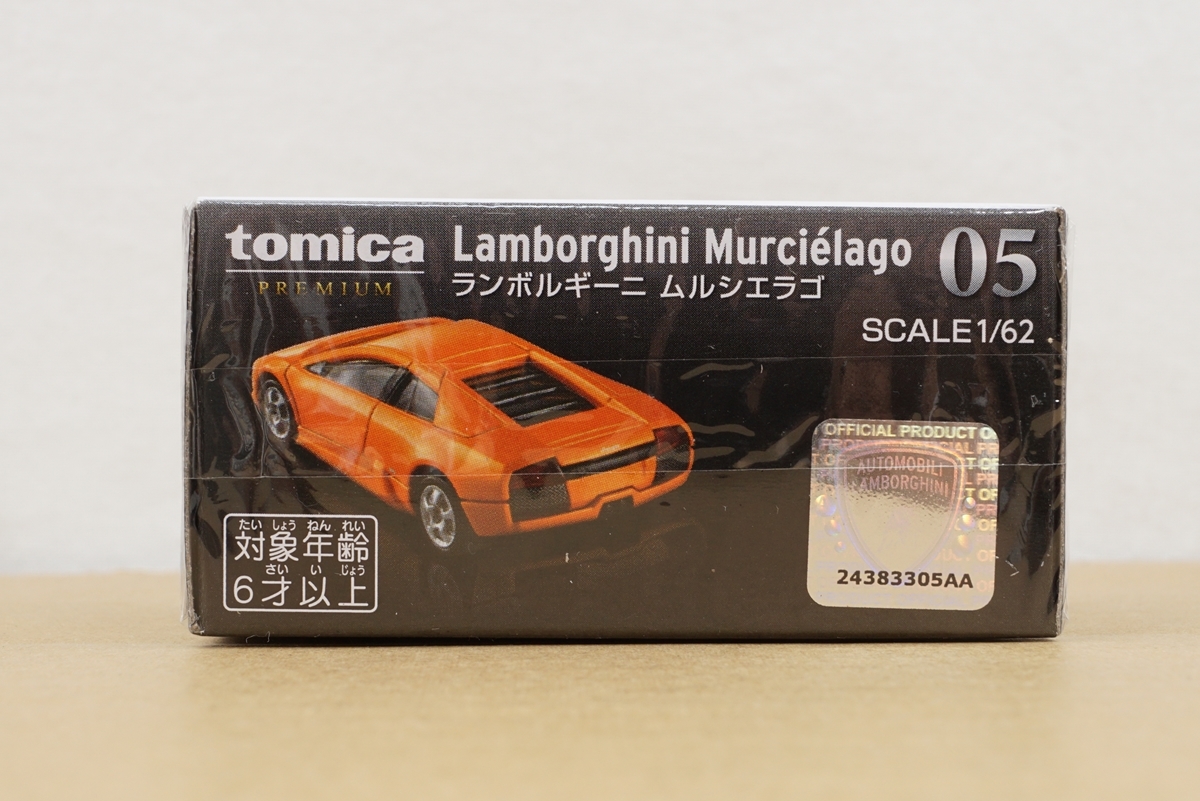 tomica
PREMIUM
Lamborghini Murciélago
ランボルギーニ ムルシエラゴ
05
SCALE 1/62
たいしょうねんれい
対象年齢
さいいじょう
6才以上
OFFICIAL PRODUCT O
AUTOMOBILI
LAMBORGHINI
24383305AA